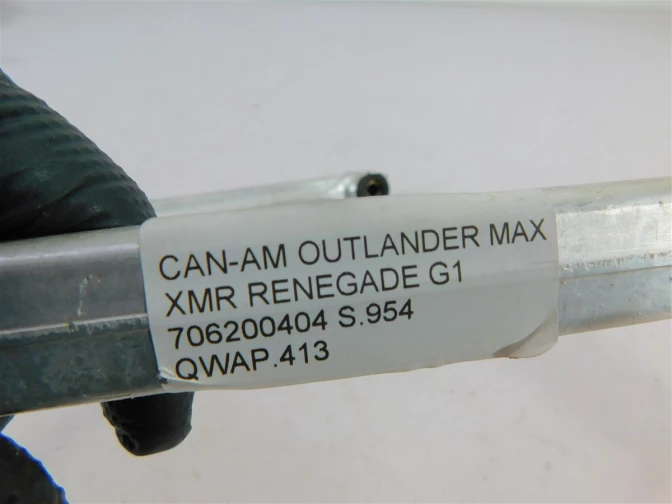 CAN-AM OUTLANDER MAX
XMR RENEGADE G1
706200404 S.954
QWAP.413